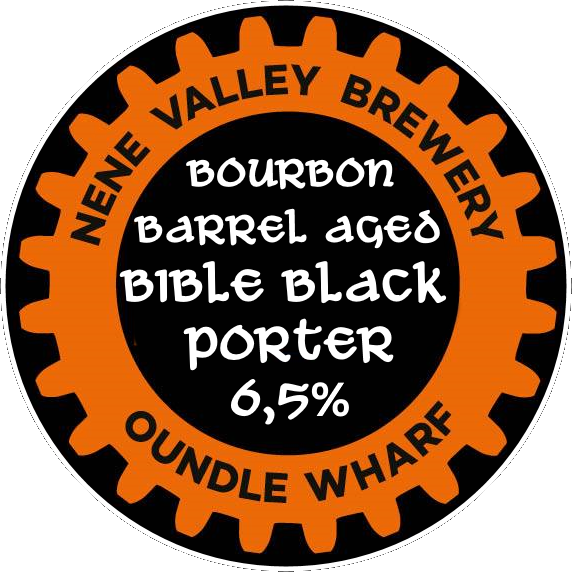 NENE VALLEY BREWERY
BOURBON
BARREL AGED
BIBLE BLACK
PORTER
6,5%
OUNDLE WHARF